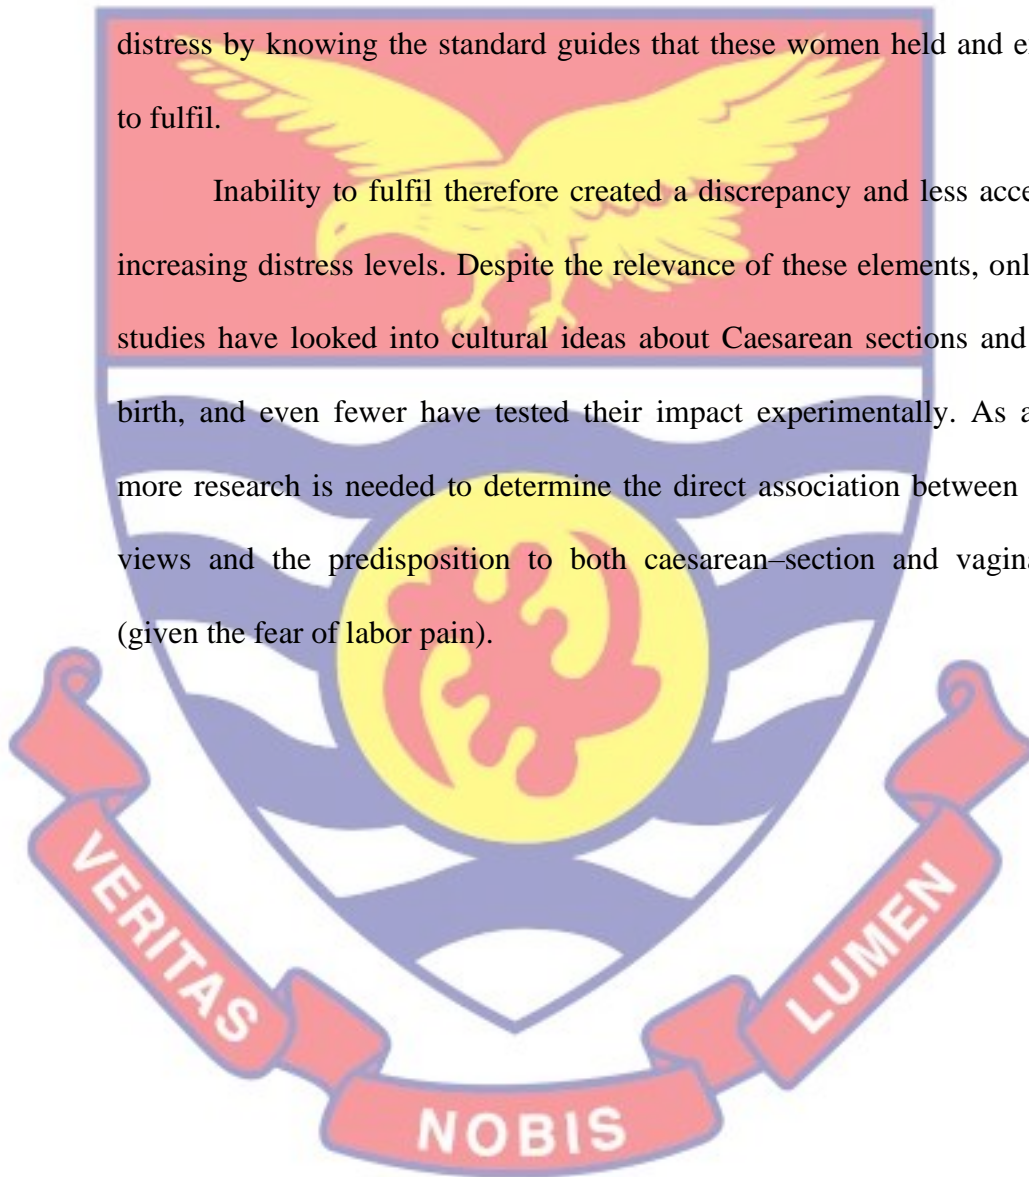 distress by knowing the standard guides that these women held and e
to fulfil.
Inability to fulfil therefore created a discrepancy and less acce
increasing distress levels. Despite the relevance of these elements, onl
studies have looked into cultural ideas about Caesarean sections and
birth, and even fewer have tested their impact experimentally. As a
more research is needed to determine the direct association between
views and the predisposition to both caesarean–section and vagina
(given the fear of labor pain).
VERITAS
NOBIS
LUMEN